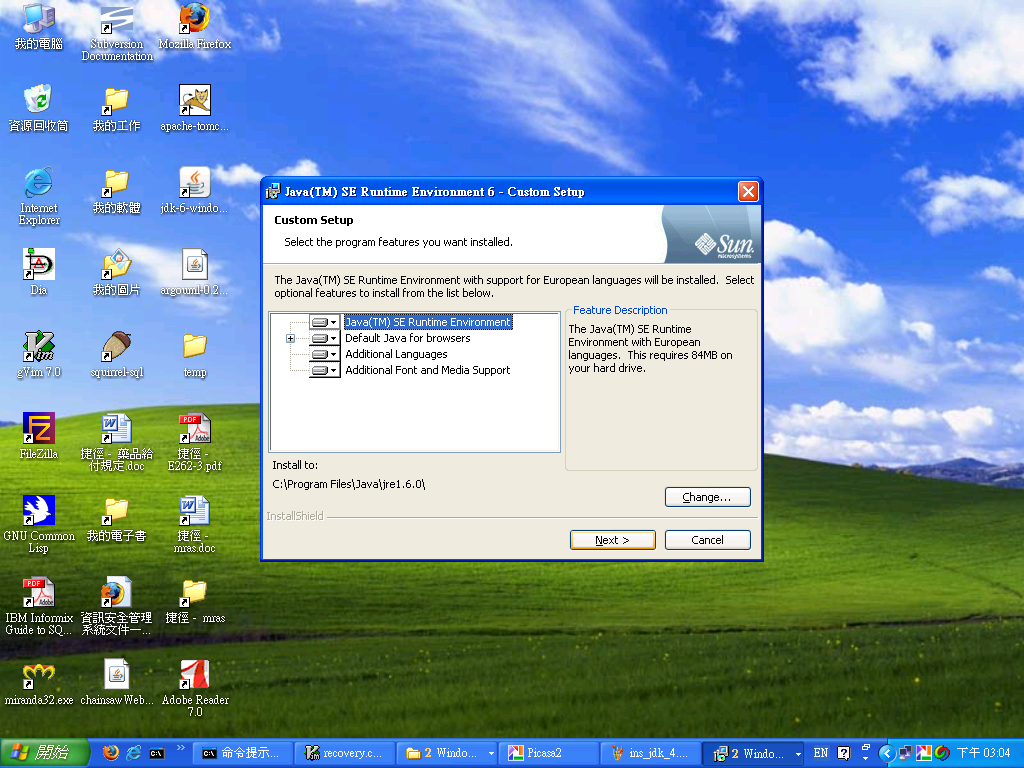 我的電腦
Subversion
Documentation
Mozilla Firefox
資源回收筒
我的工作
apache-tomc...
Internet
Explorer
我的軟體
jdk-6-windo...
Dia
我的圖片
argouml-0.2...
gVim 7.0
squirrel-sql
temp
FileZilla
捷徑 - 藥品給
付規定.doc
捷徑 -
E262-3.pdf
GNU Common
Lisp
我的電子書
捷徑 -
mras.doc
IBM Informix
Guide to SQ...
資訊安全管理
系統文件一...
捷徑 - mras
miranda32.exe
chainsawWeb...
Adobe Reader
7.0
Java(TM) SE Runtime Environment 6 - Custom Setup
Custom Setup
Select the program features you want installed.
Sun
microsystems
The Java(TM) SE Runtime Environment with support for European languages will be installed. Select
optional features to install from the list below.
Java(TM) SE Runtime Environment
Default Java for browsers
Additional Languages
Additional Font and Media Support
Feature Description
The Java(TM) SE Runtime
Environment with European
languages. This requires 84MB on
your hard drive.
Install to:
C:\Program Files\Java\jre1.6.0\
Change...
InstallShield
Next >
Cancel
開始
命令提示...
recovery.c...
2 Windo...
Picasa2
ins_jdk_4....
2 Windo...
EN
下午 03:04